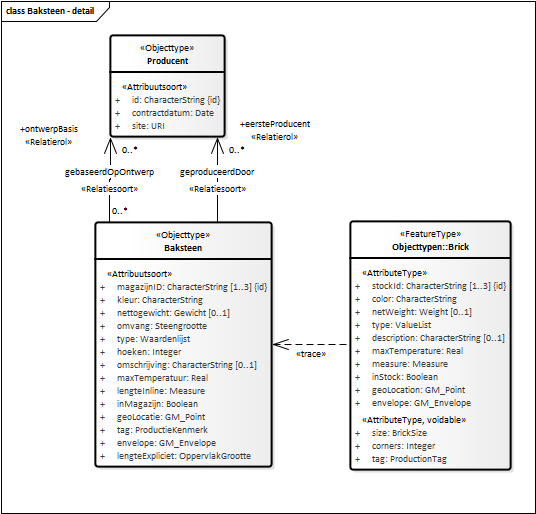 class Baksteen - detail
«Objecttype»
Producent
«Attribuutsoort»
+ id: CharacterString {id}
+ contractdatum: Date
+ site: URI
+ontwerpBasis
«Relatierol»
+eersteProducent
«Relatierol»
0..*
0..*
gebaseerdOpOntwerp
«Relatiesoort»
geproduceerdDoor
«Relatiesoort»
0..*
«Objecttype»
Baksteen
«Attribuutsoort»
+ magazijnID: CharacterString [1..3] {id}
+ kleur: CharacterString
+ nettogewicht: Gewicht [0..1]
+ omvang: Steengrootte
+ type: Waardenlijst
+ hoeken: Integer
+ omschrijving: CharacterString [0..1]
+ maxTemperatuur: Real
+ lengteInline: Measure
+ inMagazijn: Boolean
+ geoLocatie: GM_Point
+ tag: ProductieKenmerk
+ envelope: GM_Envelope
+ lengteExpliciet: OppervlakGrootte
«trace»
«FeatureType»
Objecttypen::Brick
«AttributeType»
+ stockId: CharacterString [1..3] {id}
+ color: CharacterString
+ netWeight: Weight [0..1]
+ type: ValueList
+ description: CharacterString [0..1]
+ maxTemperature: Real
+ measure: Measure
+ inStock: Boolean
+ geoLocation: GM_Point
+ envelope: GM_Envelope
«AttributeType, voidable»
+ size: BrickSize
+ corners: Integer
+ tag: ProductionTag